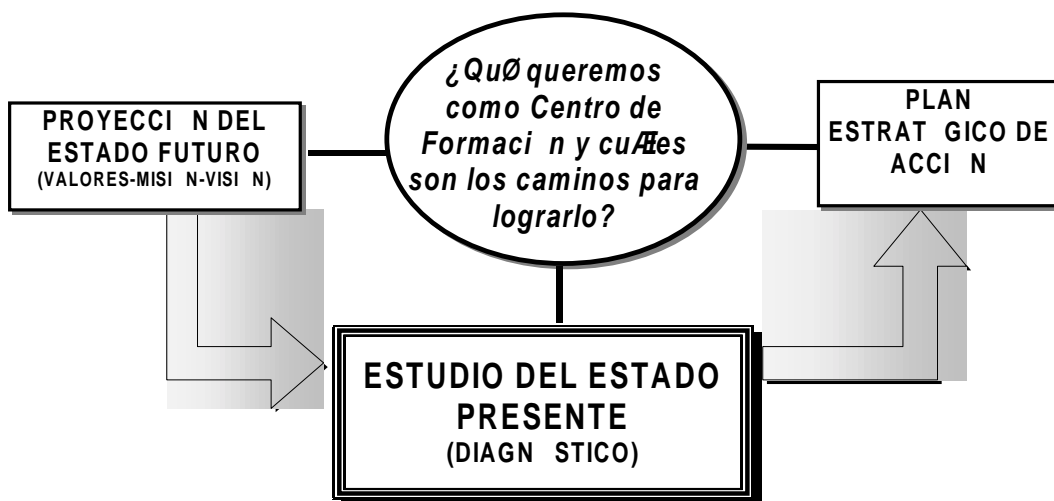 ¿QuØ queremos
como Centro de
Formaci n y cuÆles
son los caminos para
lograrlo?
PROYECCI N DEL
ESTADO FUTURO
(VALORES-MISI N-VISI N)
PLAN
ESTRAT GICO DE
ACCI N
ESTUDIO DEL ESTADO
PRESENTE
(DIAGN STICO)